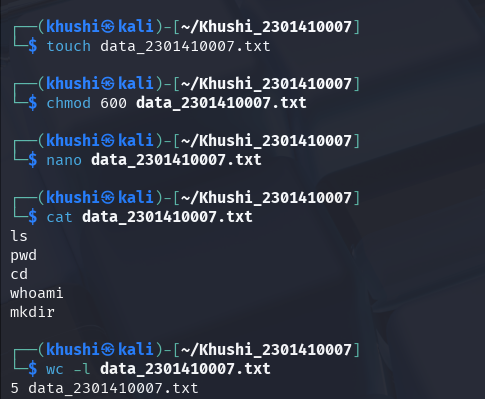 ┌──(khushi㉿kali)-[~/Khushi_2301410007]
└─$ touch data_2301410007.txt
┌──(khushi㉿kali)-[~/Khushi_2301410007]
└─$ chmod 600 data_2301410007.txt
┌──(khushi㉿kali)-[~/Khushi_2301410007]
└─$ nano data_2301410007.txt
┌──(khushi㉿kali)-[~/Khushi_2301410007]
└─$ cat data_2301410007.txt
ls
pwd
cd
whoami
mkdir
┌──(khushi㉿kali)-[~/Khushi_2301410007]
└─$ wc -l data_2301410007.txt
5 data_2301410007.txt